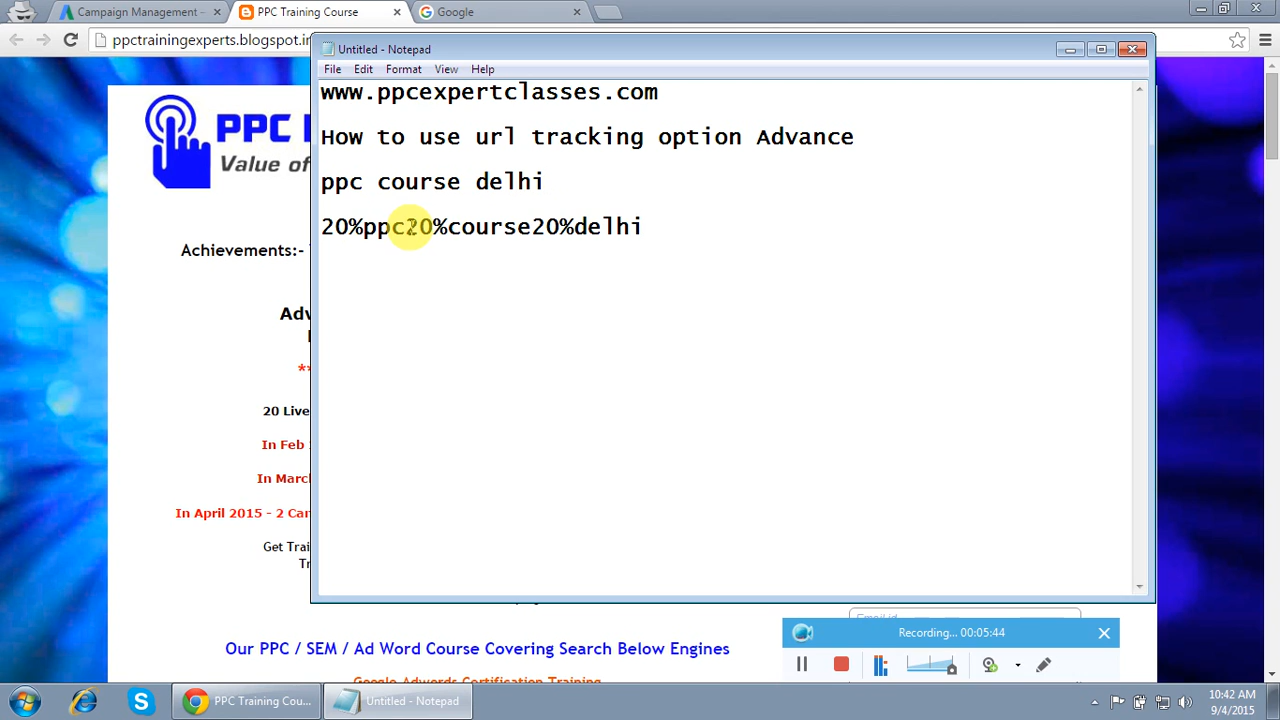 Campaign Management –
PPC Training Course
Google
ppctrainingexperts.blogspot.in
Untitled - Notepad
File Edit Format View Help
www.ppcexpertclasses.com
How to use url tracking option Advance
ppc course delhi
20%ppc20%course20%delhi
PPC
Value of
Achievements:-
Adv
**
20 Live
In Feb
In March
In April 2015 - 2
Get
Email id
Our PPC / SEM / Ad Word Course Covering Search Below Engines
Google Adwords Certification Training
Recording... 00:05:44
PPC Training Cou...
Untitled - Notepad
10:42 AM
9/4/2015